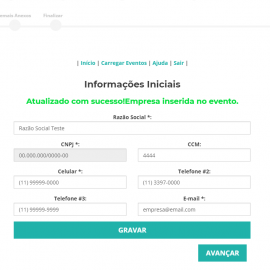 Finalizar
| Início | Carregar Eventos | Ajuda | Sair |
Informações Iniciais
Atualizado com sucesso!Empresa inserida no evento.
Razão Social *:
Razão Social Teste
CNPJ *: CCM:
00.000.000/0000-00 4444
Celular *: Telefone #2:
(11) 99999-0000 (11) 3397-0000
Telefone #3: E-mail *:
(11) 99999-9999 empresa@email.com
GRAVAR
AVANÇAR